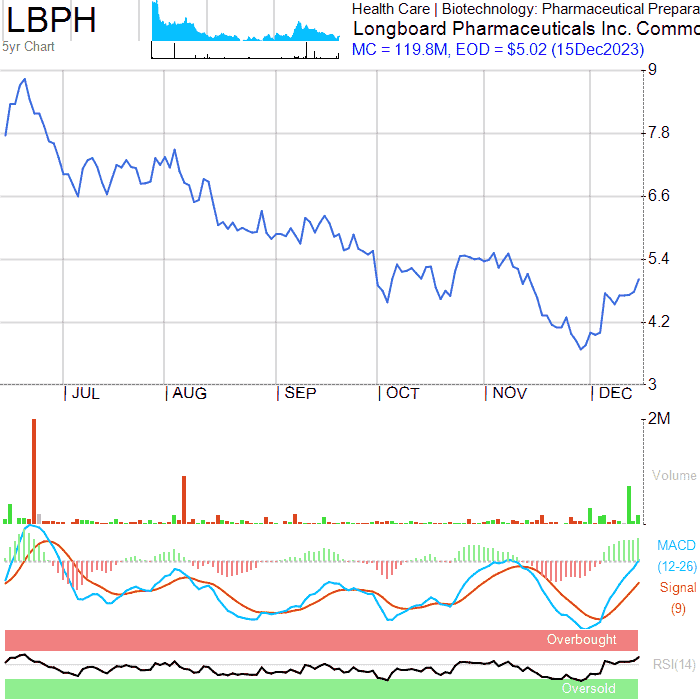 LBPH
5yr Chart
Health Care | Biotechnology: Pharmaceutical Prepara
Longboard Pharmaceuticals Inc. Commo
MC = 119.8M, EOD = $5.02 (15Dec2023)
9
7.8
6.6
5.4
4.2
3
JUL AUG SEP OCT NOV DEC
2M
Volume
MACD
(12-26)
Signal
(9)
Overbought
RSI(14)
Oversold